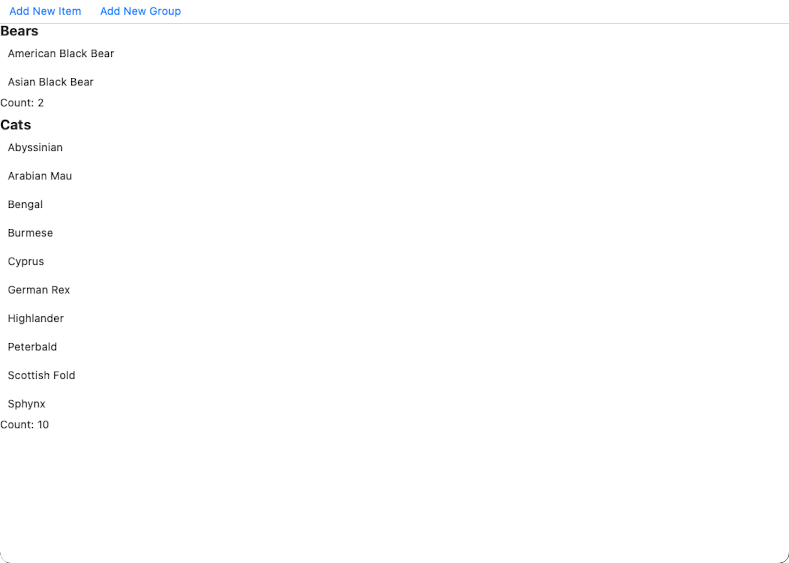 Add New Item Add New Group
Bears
American Black Bear
Asian Black Bear
Count: 2
Cats
Abyssinian
Arabian Mau
Bengal
Burmese
Cyprus
German Rex
Highlander
Peterbald
Scottish Fold
Sphynx
Count: 10